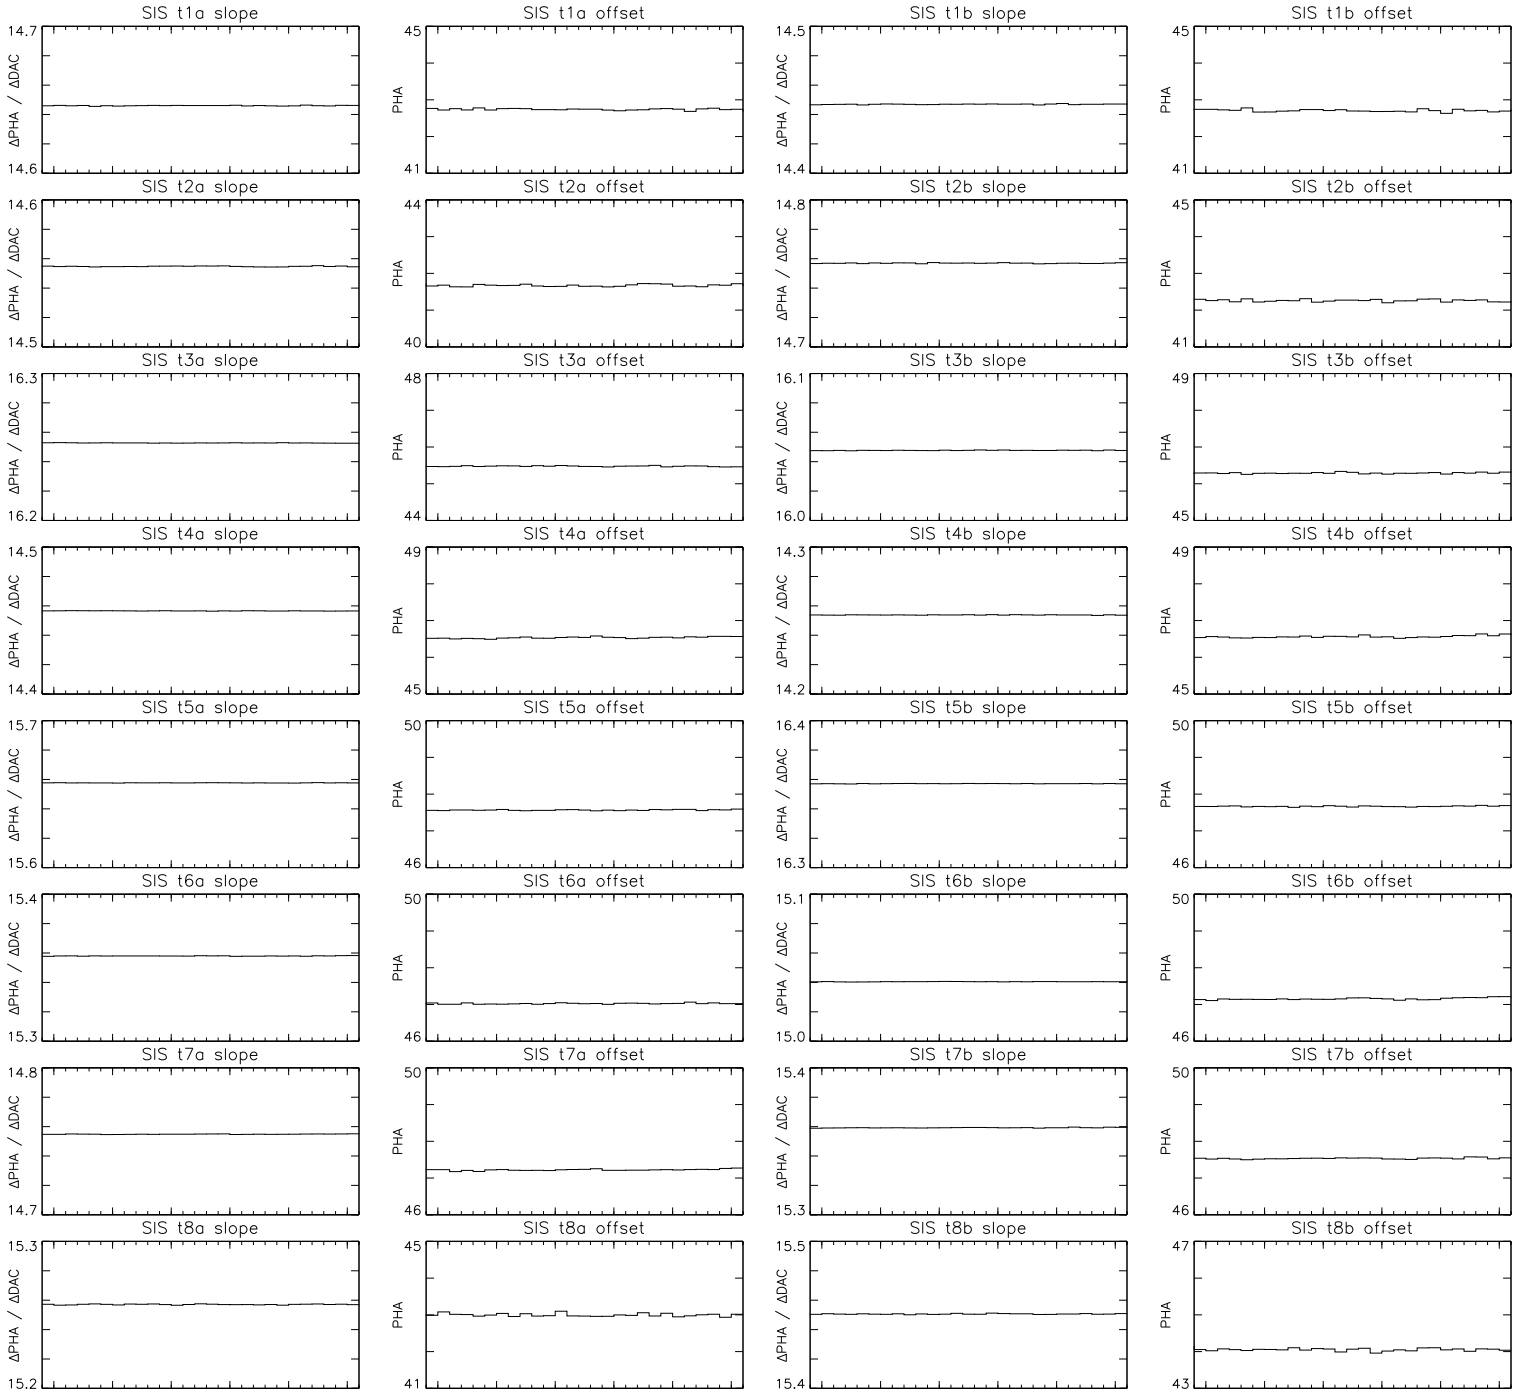 SIS t1a slope SIS t1a offset SIS t1b slope SIS t1b offset
14.7 45 14.5 45
ΔPHA / ΔDAC PHA ΔPHA / ΔDAC PHA
14.6 41 14.4 41
SIS t2a slope SIS t2a offset SIS t2b slope SIS t2b offset
14.6 44 14.8 45
ΔPHA / ΔDAC PHA ΔPHA / ΔDAC PHA
14.5 40 14.7 41
SIS t3a slope SIS t3a offset SIS t3b slope SIS t3b offset
16.3 48 16.1 49
ΔPHA / ΔDAC PHA ΔPHA / ΔDAC PHA
16.2 44 16.0 45
SIS t4a slope SIS t4a offset SIS t4b slope SIS t4b offset
14.5 49 14.3 49
ΔPHA / ΔDAC PHA ΔPHA / ΔDAC PHA
14.4 45 14.2 45
SIS t5a slope SIS t5a offset SIS t5b slope SIS t5b offset
15.7 50 16.4 50
ΔPHA / ΔDAC PHA ΔPHA / ΔDAC PHA
15.6 46 16.3 46
SIS t6a slope SIS t6a offset SIS t6b slope SIS t6b offset
15.4 50 15.1 50
ΔPHA / ΔDAC PHA ΔPHA / ΔDAC PHA
15.3 46 15.0 46
SIS t7a slope SIS t7a offset SIS t7b slope SIS t7b offset
14.8 50 15.4 50
ΔPHA / ΔDAC PHA ΔPHA / ΔDAC PHA
14.7 46 15.3 46
SIS t8a slope SIS t8a offset SIS t8b slope SIS t8b offset
15.3 45 15.5 47
ΔPHA / ΔDAC PHA ΔPHA / ΔDAC PHA
15.2 41 15.4 43